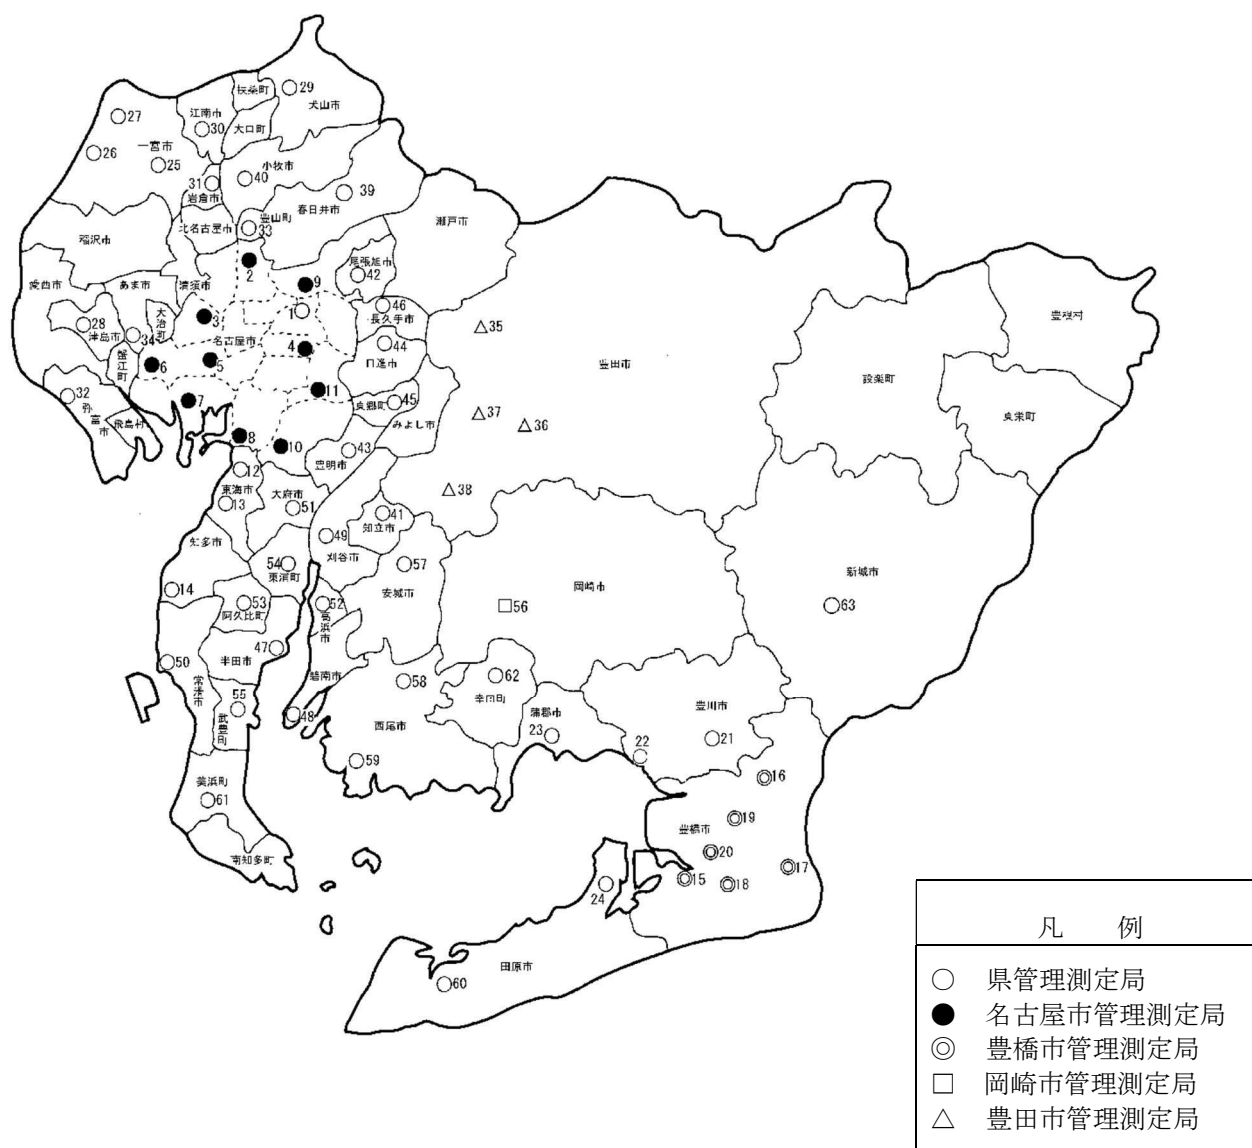 29
扶桑町
犬山市
27
江南市
30
大口町
一宮市
26
25
小牧市
31
40
39
岩倉市
春日井市
豊山町
33
瀬戸市
北名古屋市
稲沢市
2
尾張旭市
42
愛西市
あま市
清須市
9
46
1
長久手市
大治町
3
28
津島市
34
名古屋市
4
44
日進市
35
豊田市
豊根村
設楽町
東栄町
蟹江町
6
5
11
32
弥富市
飛島村
7
東郷町
45
みよし市
37
36
8
10
43
豊明市
12
東海市
13
大府市
51
38
41
知立市
49
刈谷市
知多市
54
東浦町
57
安城市
岡崎市
新城市
14
53
阿久比町
52
高浜市
56
63
47
半田市
50
常滑市
碧南市
58
62
幸田町
55
武豊町
48
西尾市
蒲郡市
23
豊川市
21
22
59
16
美浜町
61
19
豊橋市
20
17
15
18
南知多町
24
田原市
60
凡 例
○ 県管理測定局
● 名古屋市管理測定局
◎ 豊橋市管理測定局
□ 岡崎市管理測定局
△ 豊田市管理測定局